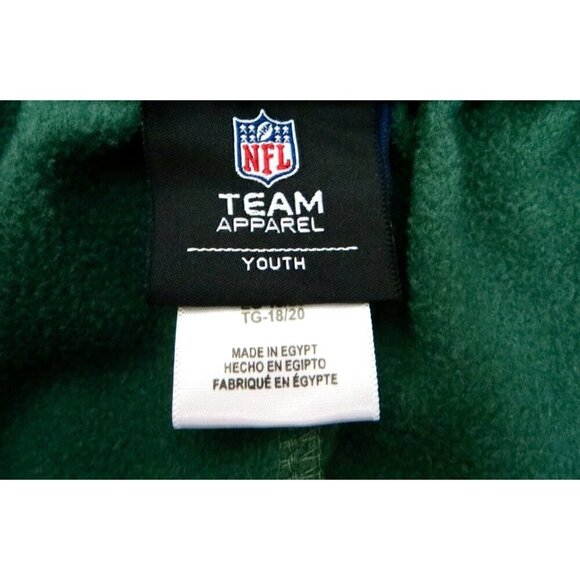 NFL
TEAM
APPAREL
YOUTH
TG-18/20
MADE IN EGYPT
HECHO EN EGIPTO
FABRIQUÉ EN ÉGYPTE